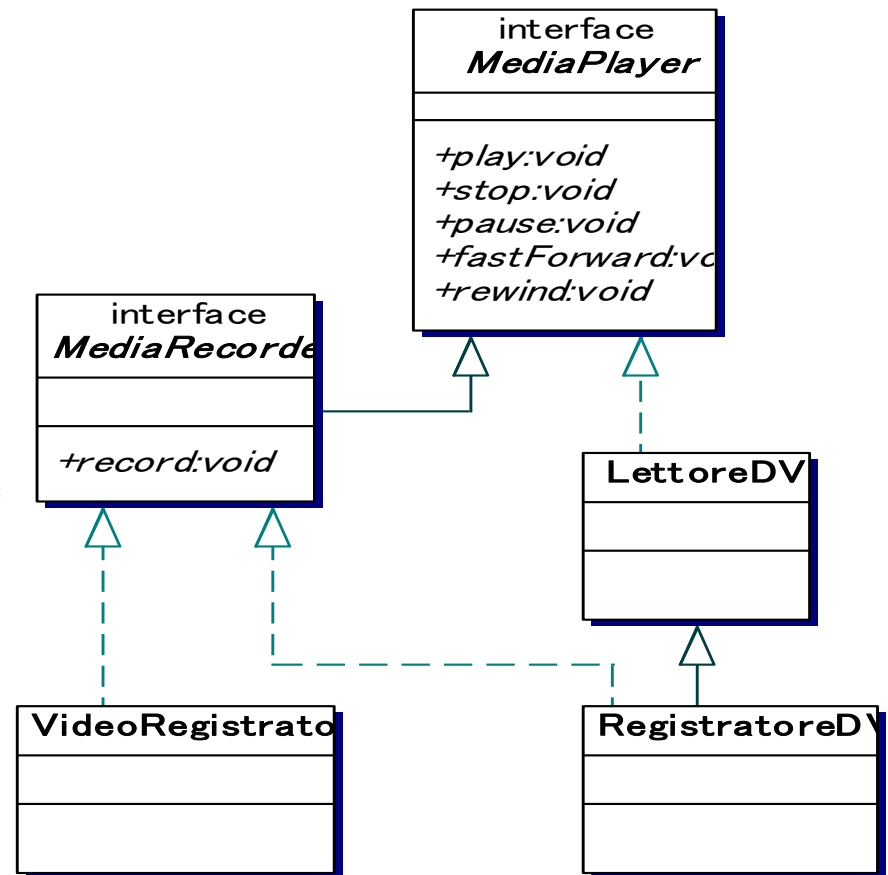 interface
MediaPlayer
+play:void
+stop:void
+pause:void
+fastForward:vo
+rewind:void
interface
MediaRecorde
+record:void
LettoreDV
VideoRegistrato
RegistratoreDV